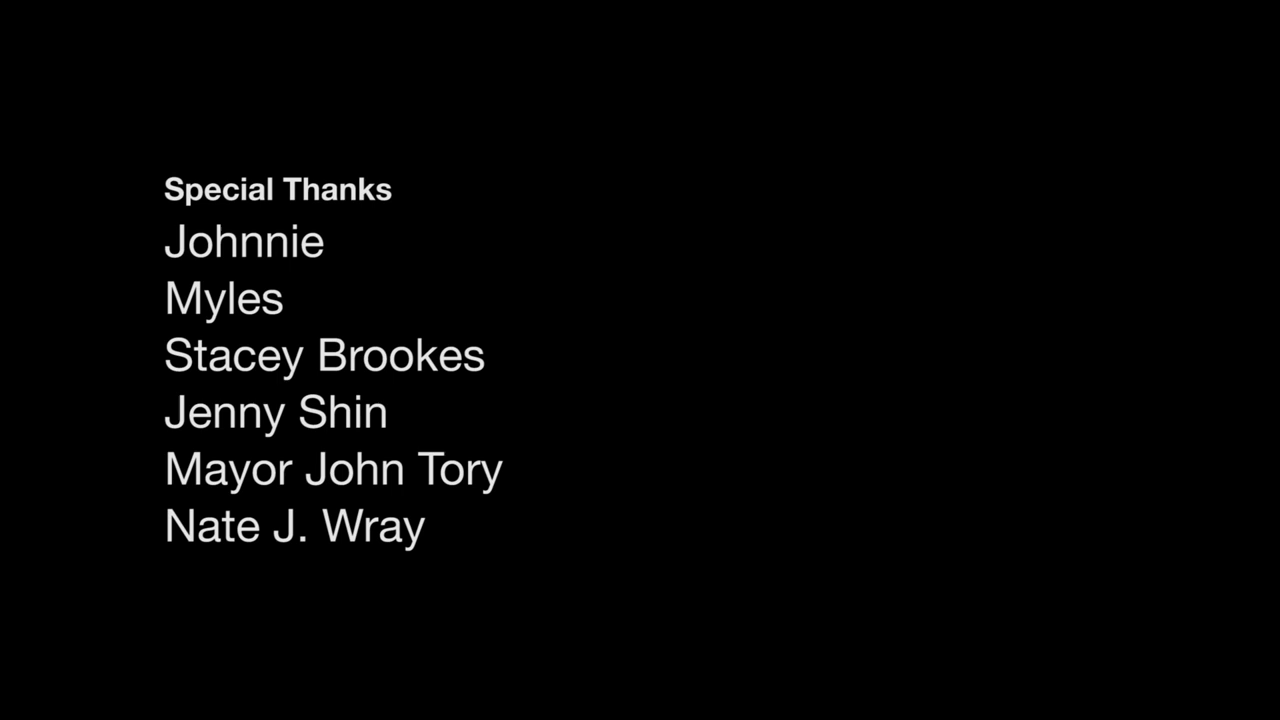 Special Thanks
Johnnie
Myles
Stacey Brookes
Jenny Shin
Mayor John Tory
Nate J. Wray